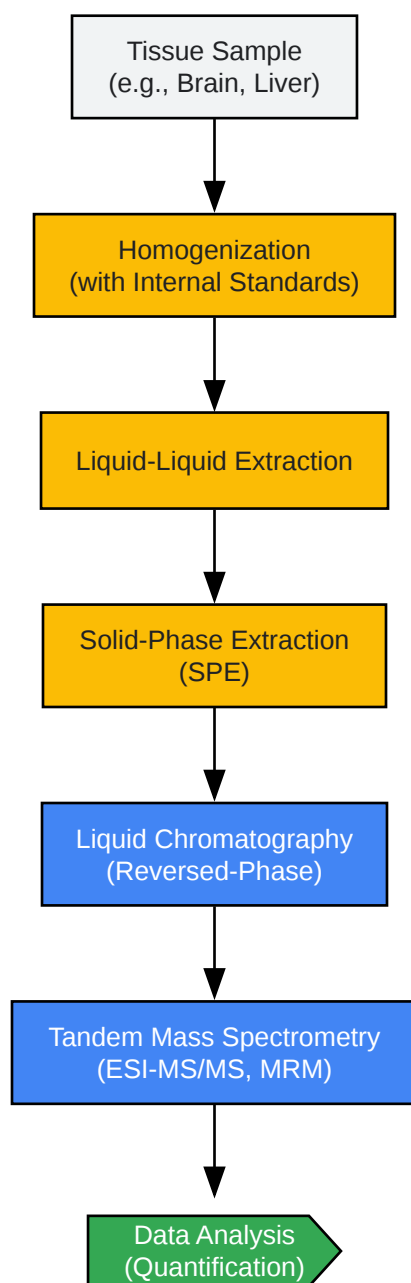 Tissue Sample
(e.g., Brain, Liver)
Homogenization
(with Internal Standards)
Liquid-Liquid Extraction
Solid-Phase Extraction
(SPE)
Liquid Chromatography
(Reversed-Phase)
Tandem Mass Spectrometry
(ESI-MS/MS, MRM)
Data Analysis
(Quantification)